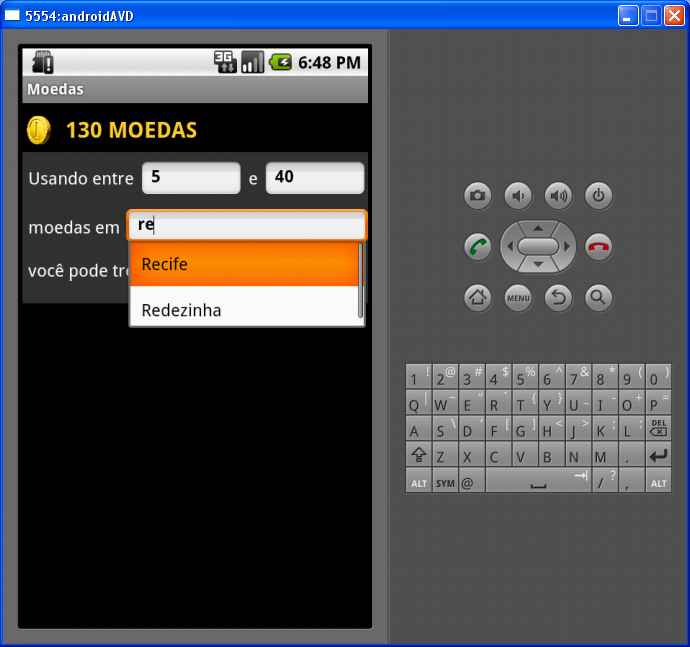 5554:androidAVD
3G 6:48 PM
Moedas
130 MOEDAS
Usando entre 5 e 40
moedas em re
Recife
você pode tr
Redezinha
MENU
1 ! 2 @ 3 # 4 $ 5 % 6 ^ 7 & 8 * 9 ( 0 )
Q | W ~ E " R ` T { Y } U _ I - O + P =
A S \ D ' F [ G ] H < J > K ; L : DEL
Z X C V B N M .
ALT SYM @ / ? , ALT